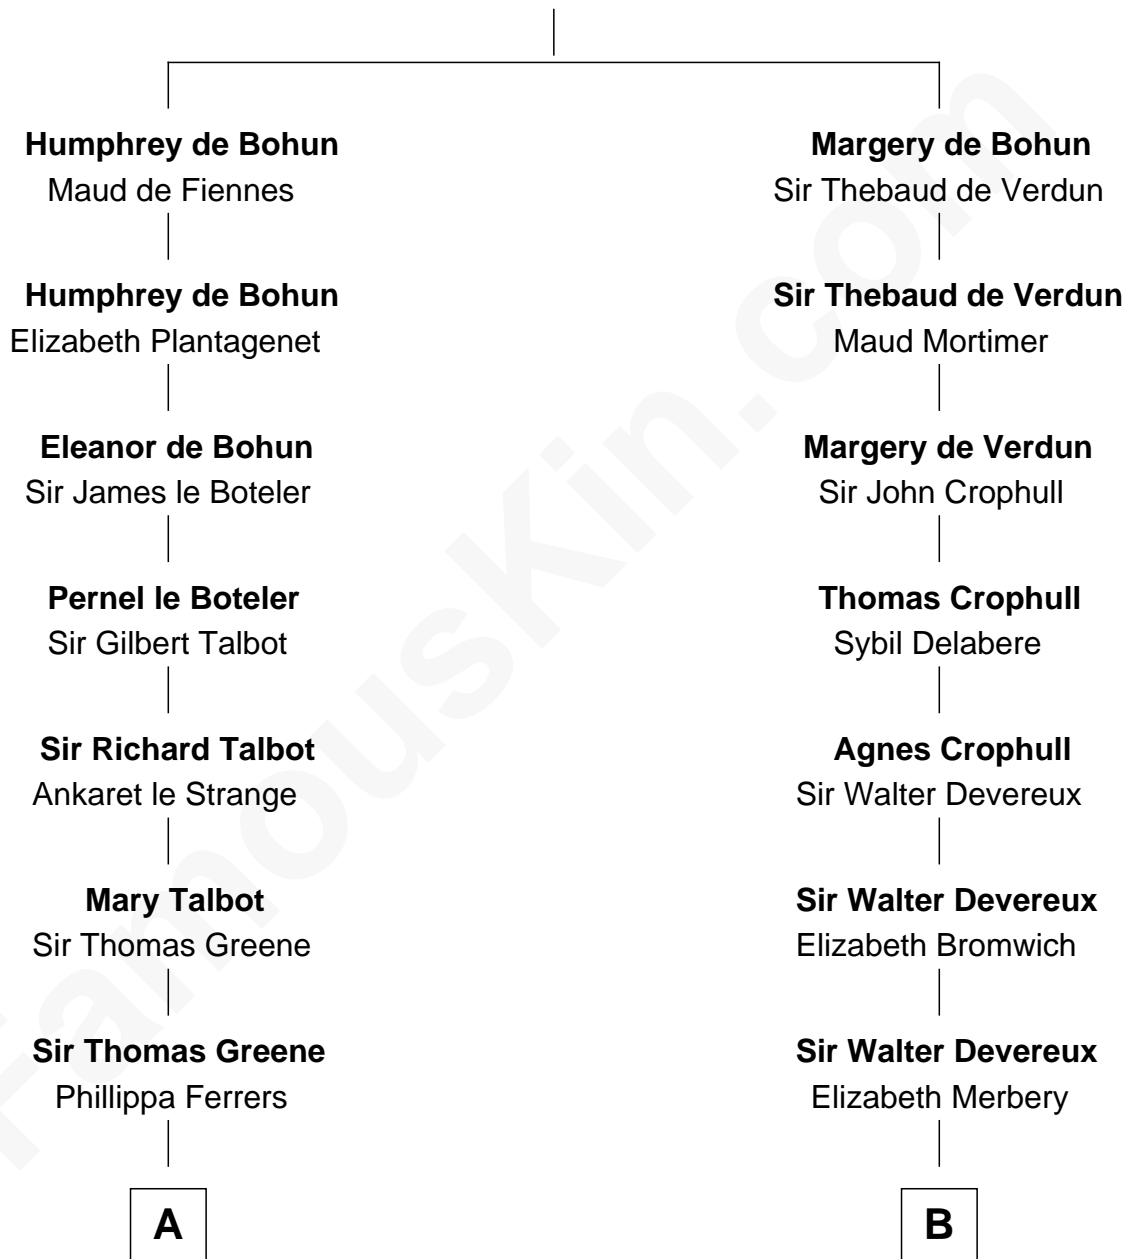 Humphrey de Bohun
Maud de Fiennes
Humphrey de Bohun
Elizabeth Plantagenet
Eleanor de Bohun
Sir James le Boteler
Pernel le Boteler
Sir Gilbert Talbot
Sir Richard Talbot
Ankaret le Strange
Mary Talbot
Sir Thomas Greene
Sir Thomas Greene
Phillippa Ferrers
A
Margery de Bohun
Sir Thebaud de Verdun
Sir Thebaud de Verdun
Maud Mortimer
Margery de Verdun
Sir John Crophull
Thomas Crophull
Sybil Delabere
Agnes Crophull
Sir Walter Devereux
Sir Walter Devereux
Elizabeth Bromwich
Sir Walter Devereux
Elizabeth Merbery
B
FamousKin.com